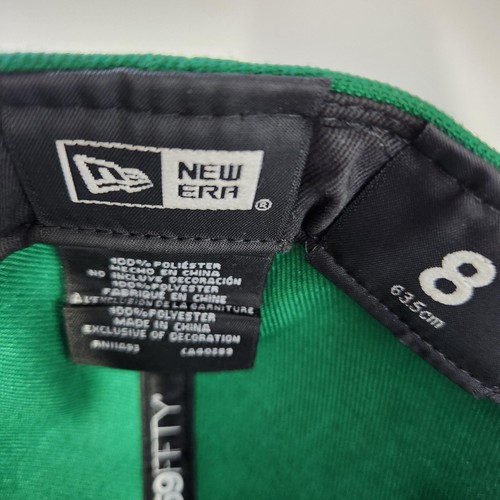 NEW
ERA
®
100% POLIÉSTER
HECHO EN CHINA
NO INCLUYE DECORACIÓN
100% POLYESTER
FABRIQUÉ EN CHINE
À L'EXCLUSION DE LA GARNITURE
100% POLYESTER
MADE IN CHINA
EXCLUSIVE OF DECORATION
8
63.5cm
59FIFTY